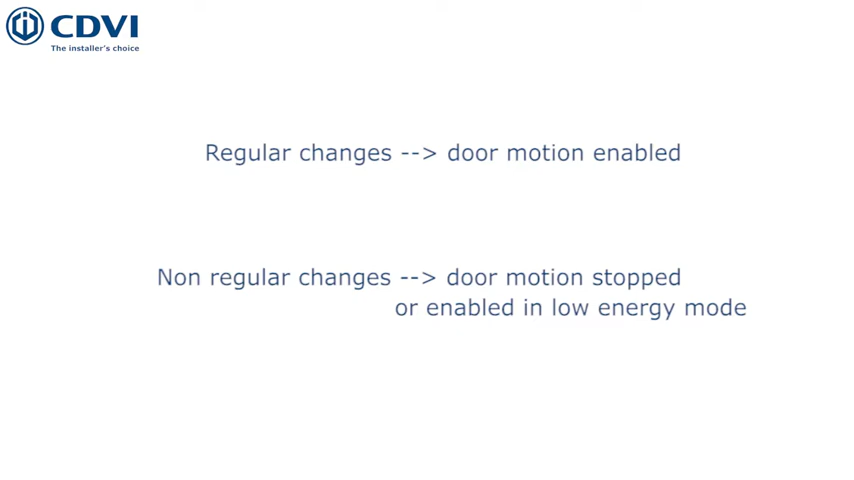 CDVI
The installer's choice
Regular changes --> door motion enabled
Non regular changes --> door motion stopped
or enabled in low energy mode